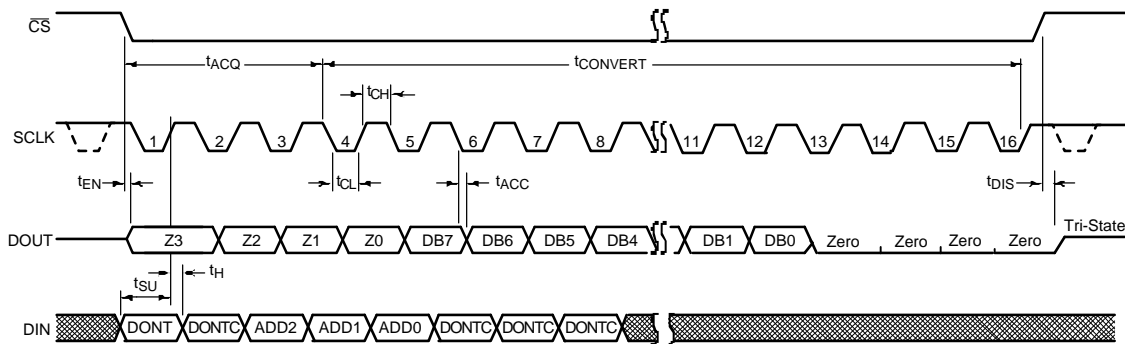 CS
tACQ tCONVERT
tCH
SCLK 1 2 3 4 5 6 7 8 11 12 13 14 15 16
tEN tCL tACC tDIS
DOUT Z3 Z2 Z1 Z0 DB7 DB6 DB5 DB4 DB1 DB0 Zero Zero Zero Zero Tri-State
tSU tH
DIN DONT DONTC ADD2 ADD1 ADD0 DONTC DONTC DONTC